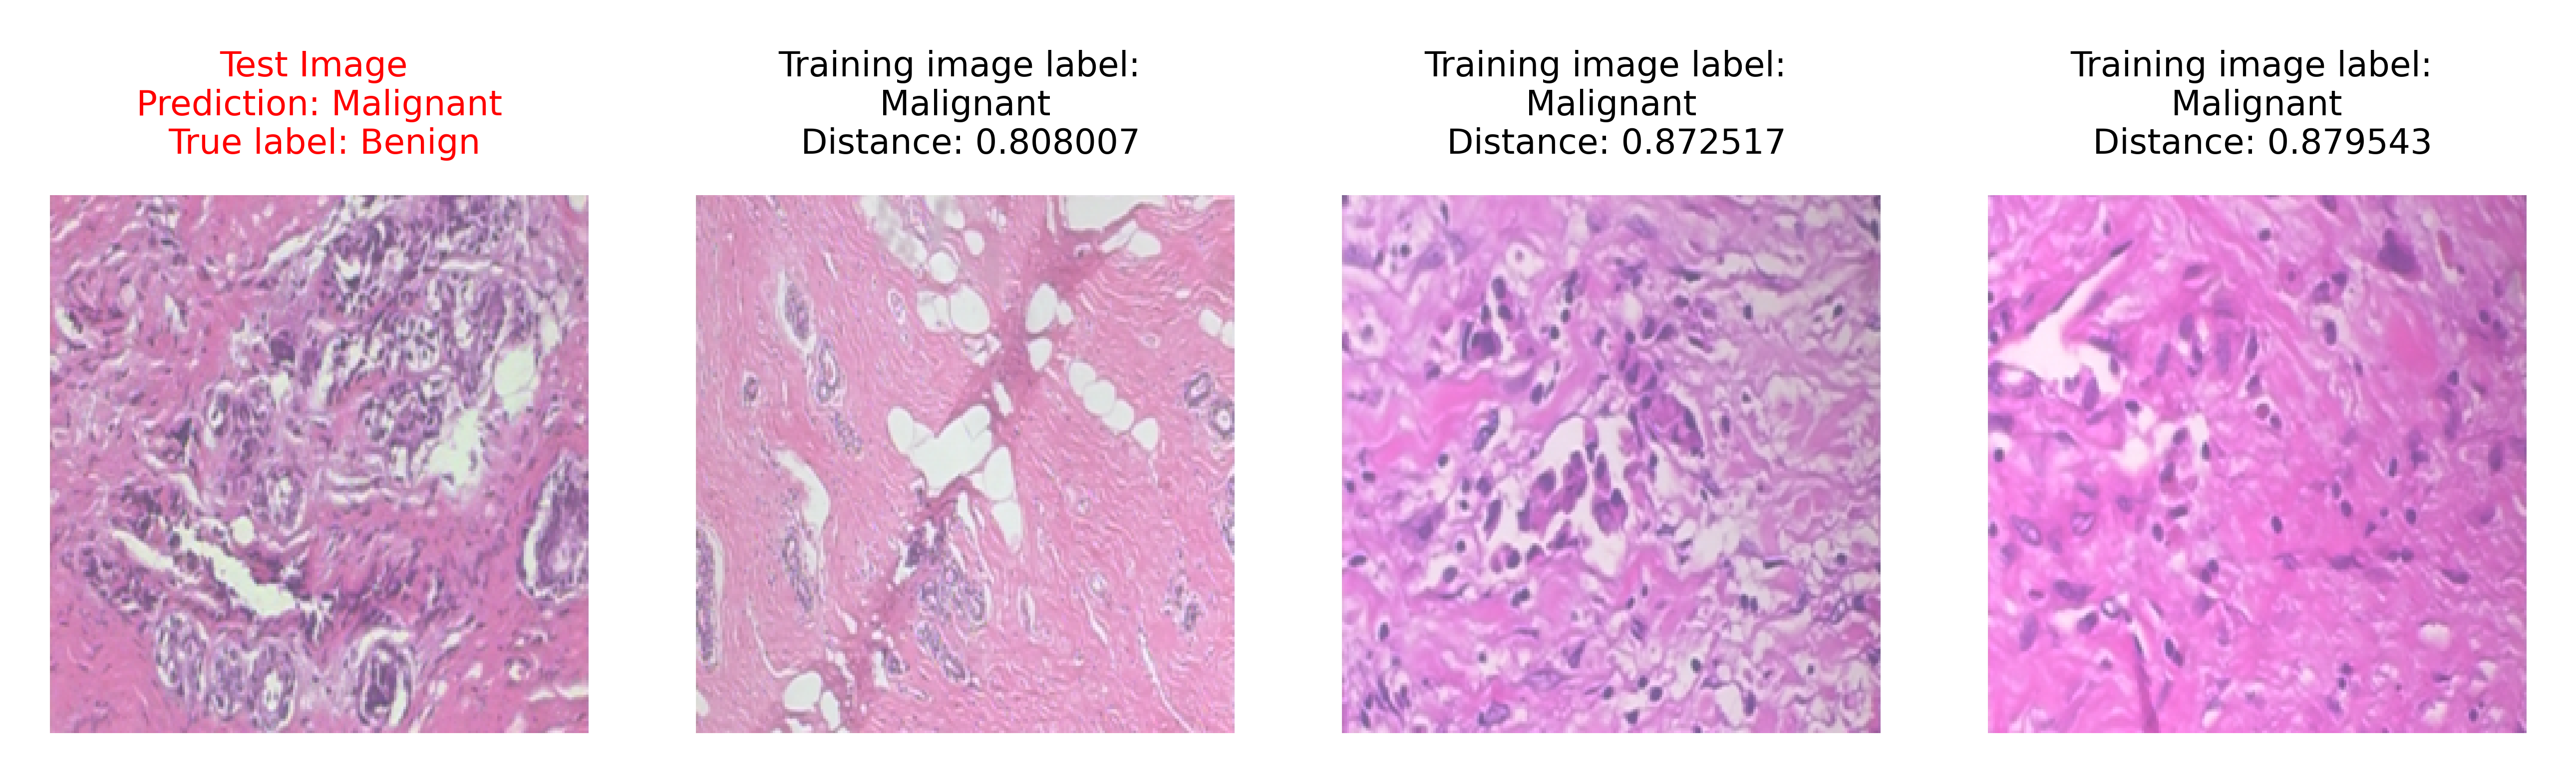 Test Image
Prediction: Malignant
True label: Benign
Training image label:
Malignant
Distance: 0.808007
Training image label:
Malignant
Distance: 0.872517
Training image label:
Malignant
Distance: 0.879543